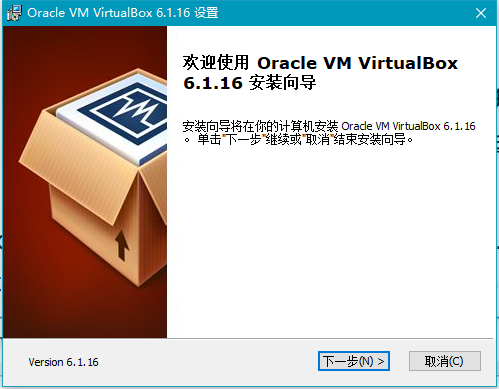 Oracle VM VirtualBox 6.1.16 设置
欢迎使用 Oracle VM VirtualBox
6.1.16 安装向导
安装向导将在你的计算机安装 Oracle VM VirtualBox 6.1.16
。 单击"下一步"继续或"取消"结束安装向导。
Version 6.1.16
下一步(N) >
取消(C)